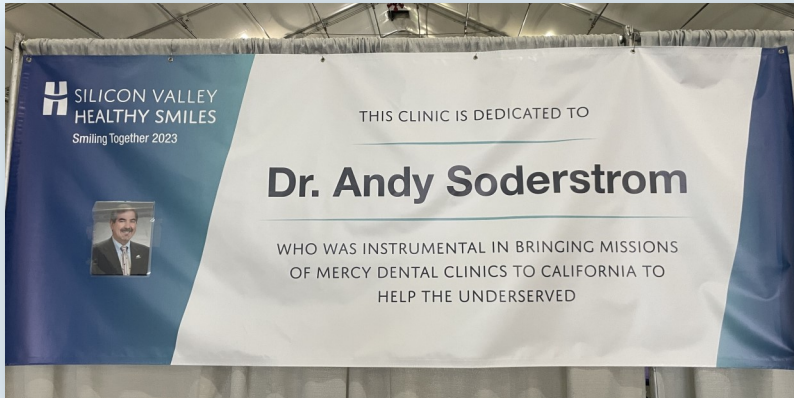 SILICON VALLEY
HEALTHY SMILES
Smiling Together 2023
THIS CLINIC IS DEDICATED TO
Dr. Andy Soderstrom
WHO WAS INSTRUMENTAL IN BRINGING MISSIONS
OF MERCY DENTAL CLINICS TO CALIFORNIA TO
HELP THE UNDERSERVED